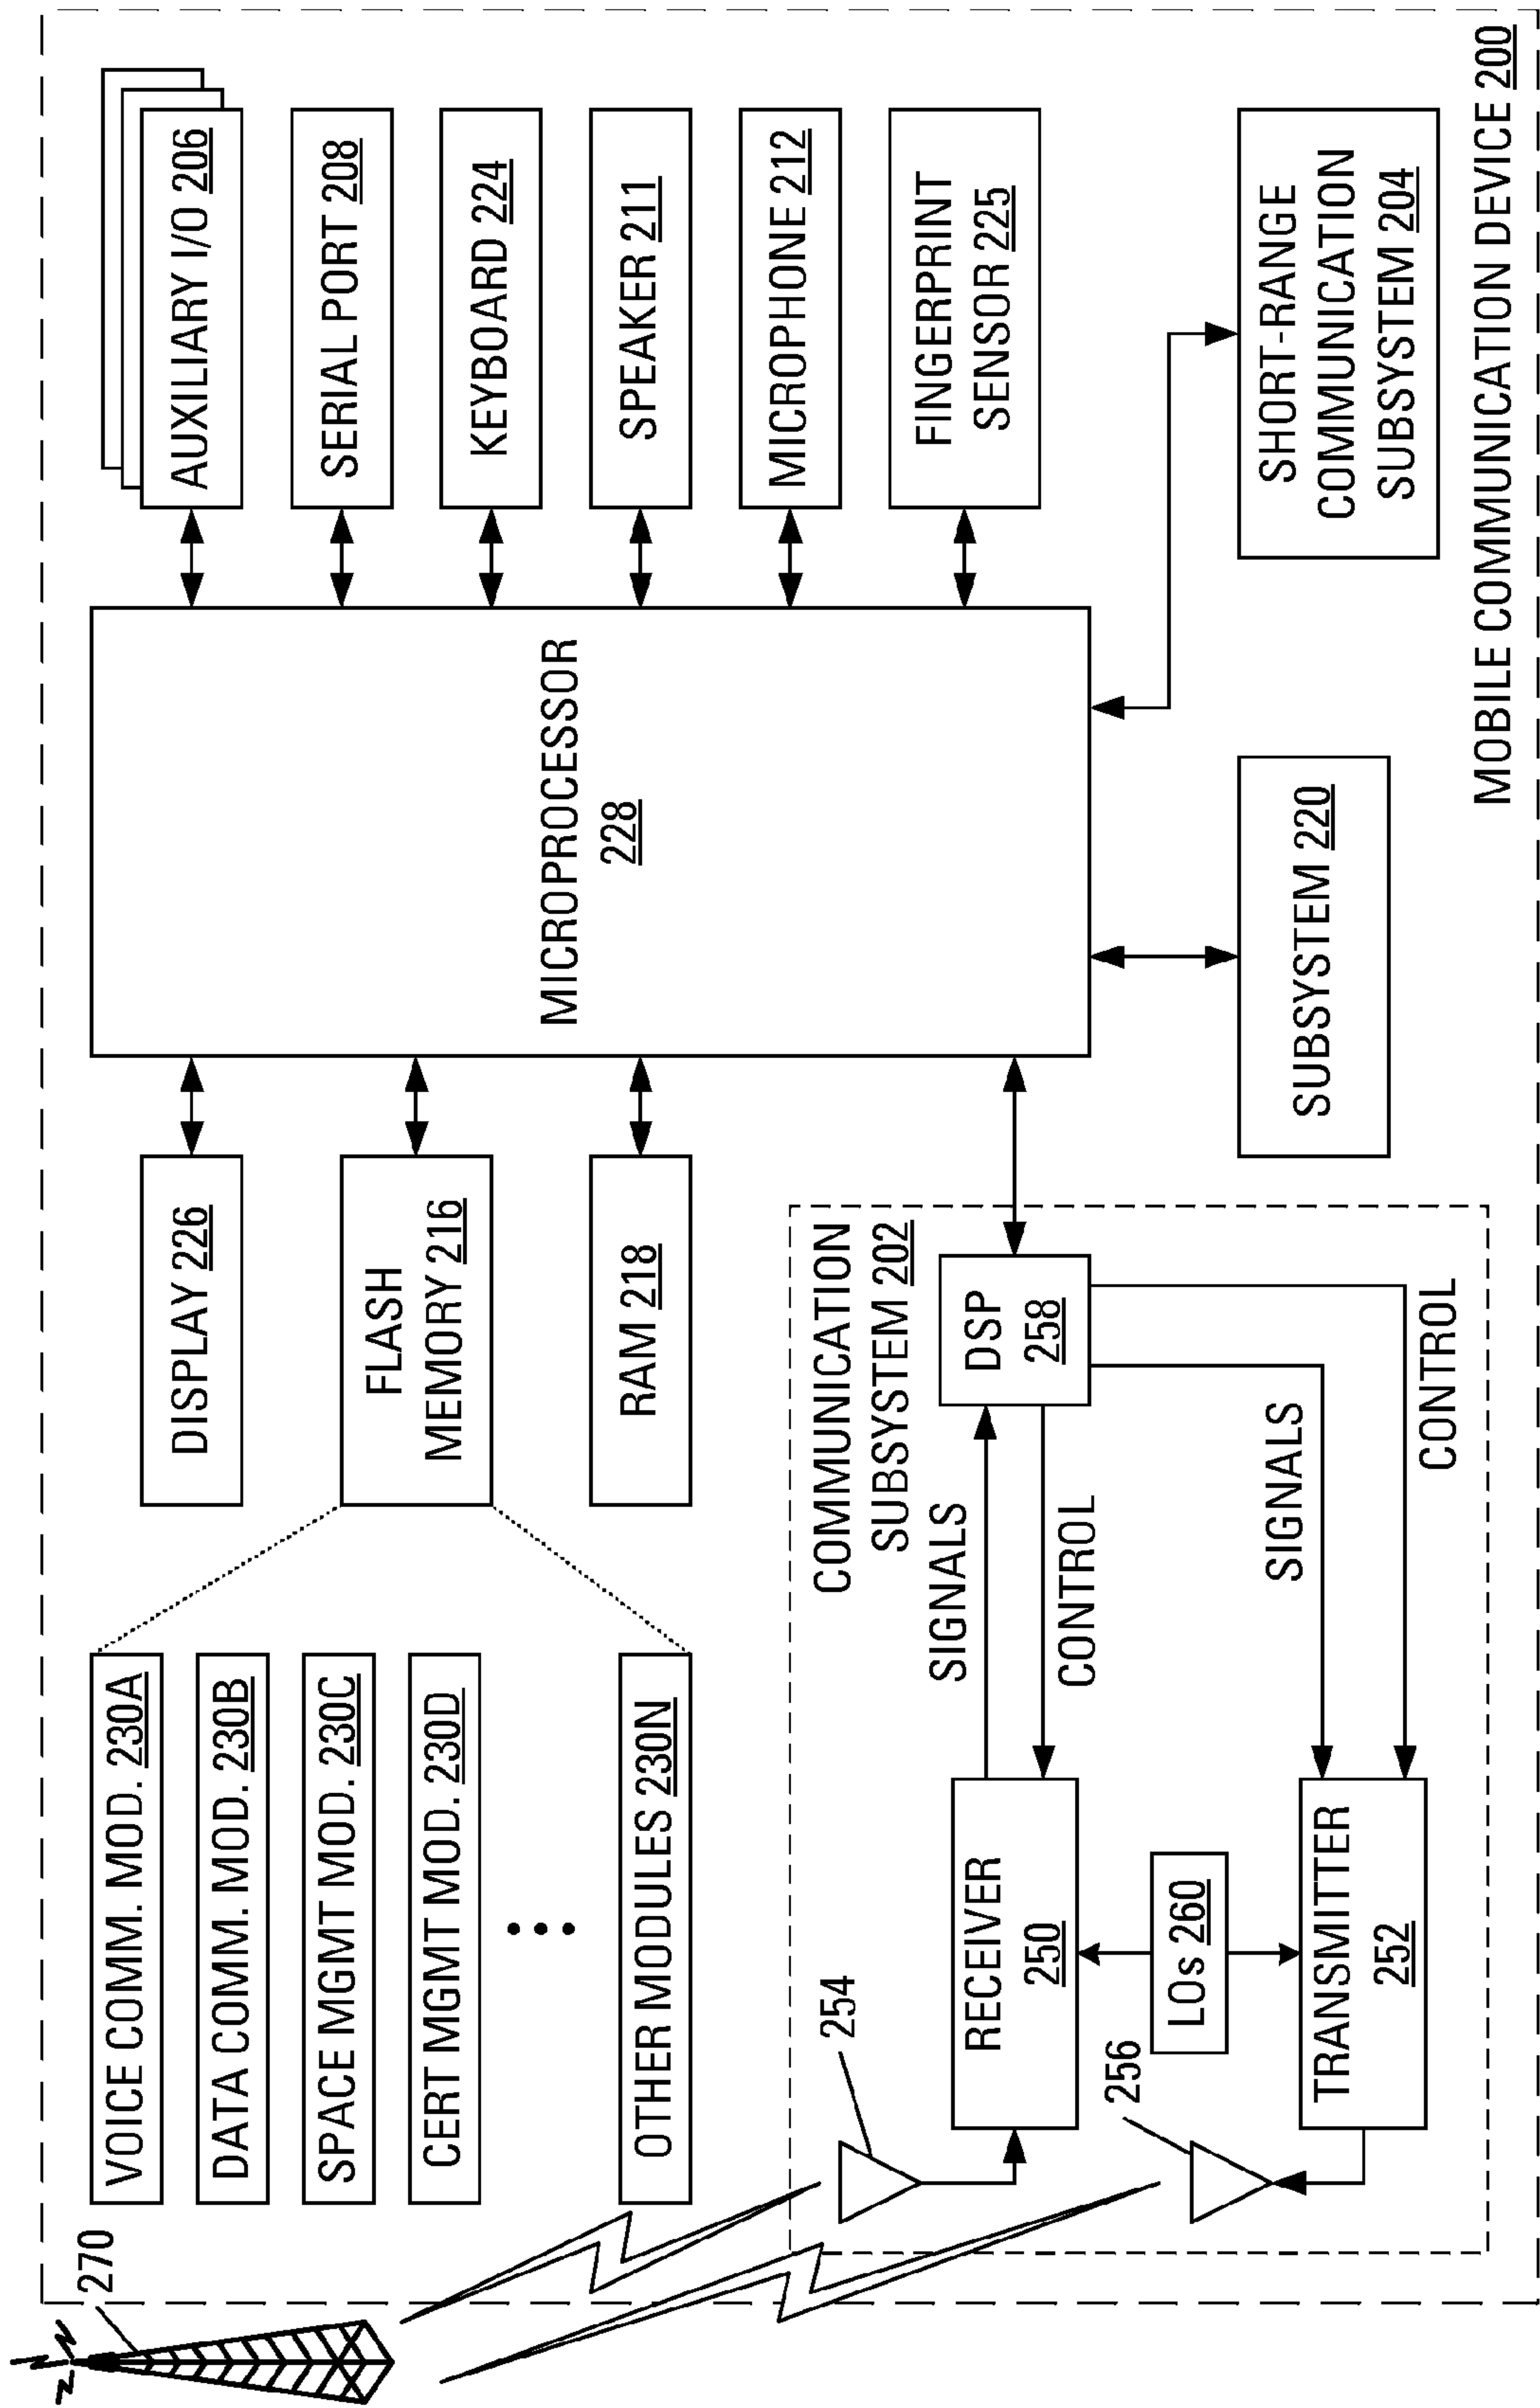 270
VOICE COMM. MOD. 230A
DATA COMM. MOD. 230B
SPACE MGMT MOD. 230C
CERT MGMT MOD. 230D
OTHER MODULES 230N
DISPLAY 226
FLASH
MEMORY 216
RAM 218
MICROPROCESSOR
228
AUXILIARY I/O 206
SERIAL PORT 208
KEYBOARD 224
SPEAKER 211
MICROPHONE 212
FINGERPRINT
SENSOR 225
COMMUNICATION
SUBSYSTEM 202
254
RECEIVER
250
SIGNALS
CONTROL
DSP
258
256
LOs 260
TRANSMITTER
252
SIGNALS
CONTROL
SUBSYSTEM 220
SHORT-RANGE
COMMUNICATION
SUBSYSTEM 204
MOBILE COMMUNICATION DEVICE 200